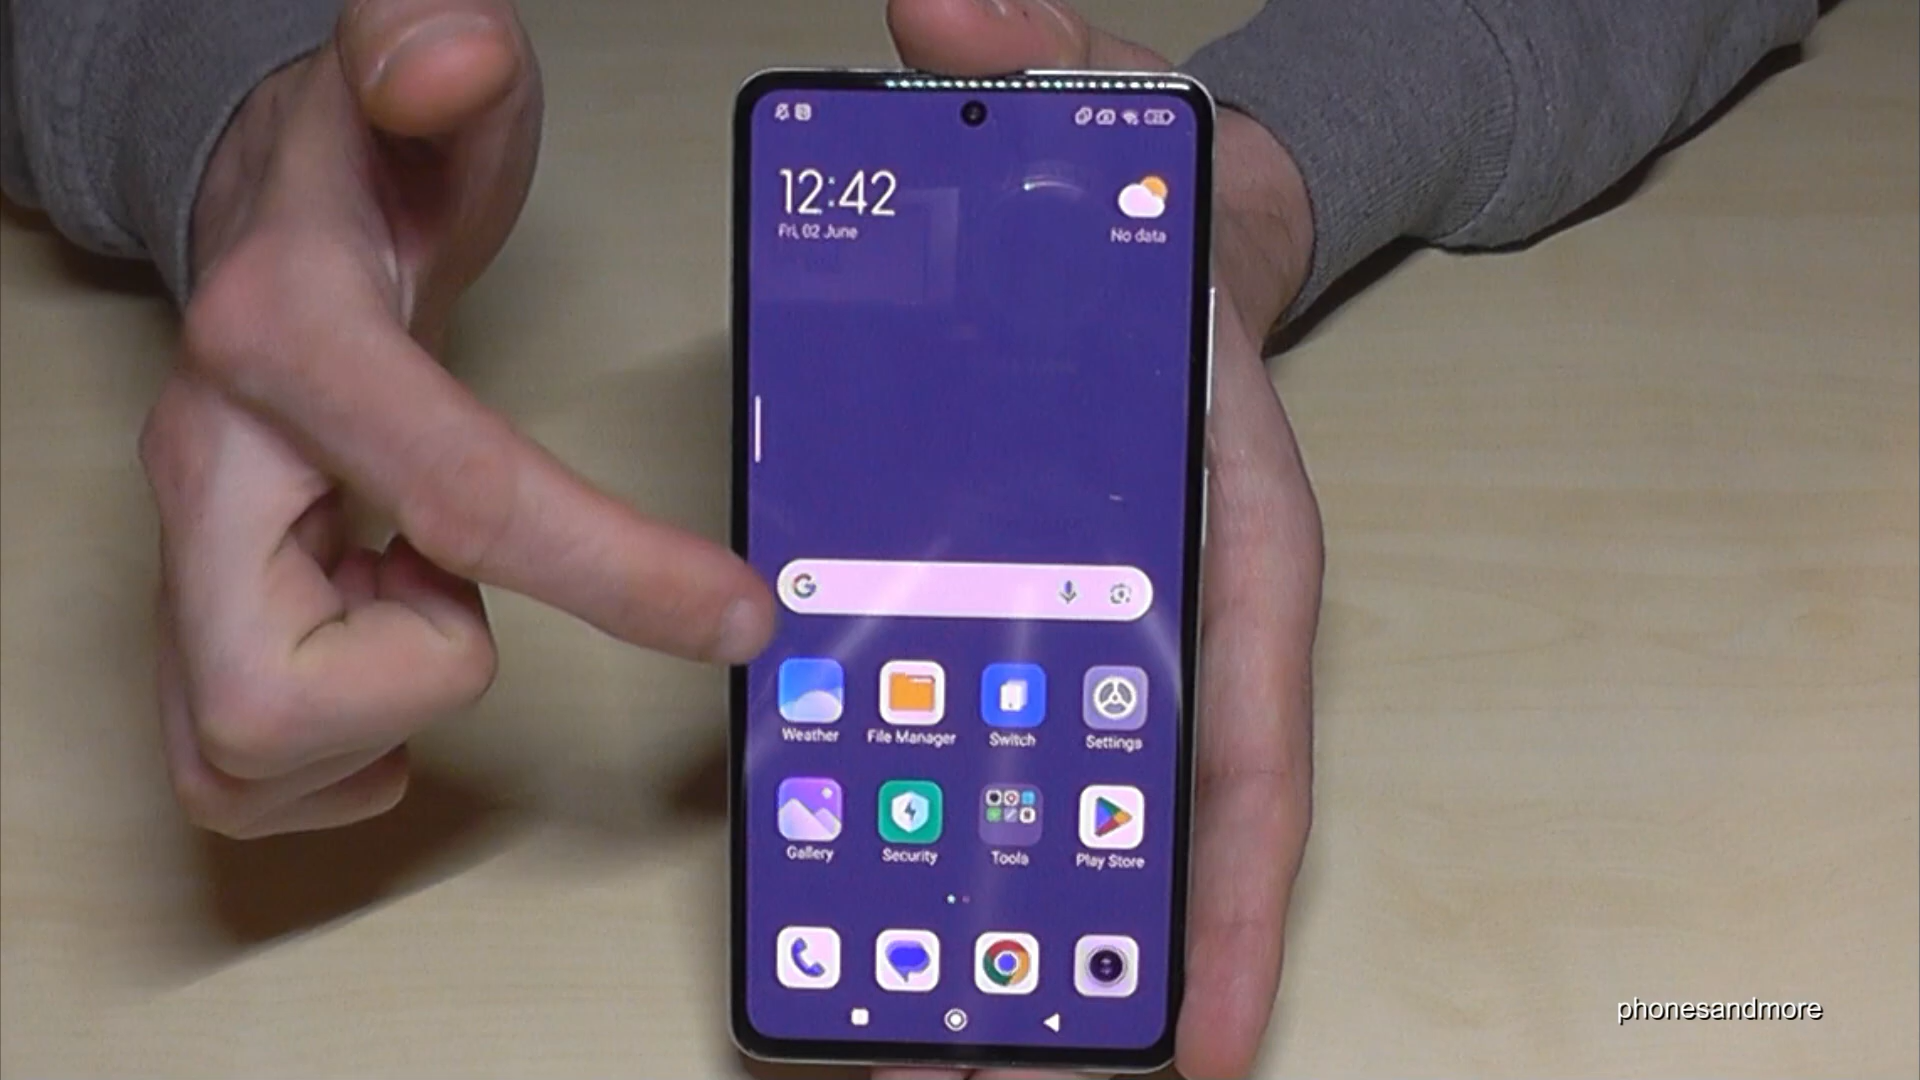 12:42
Fri, 02 June
No data
G
Weather
File Manager
Switch
Settings
Gallery
Security
Tools
Play Store
phonesandmore